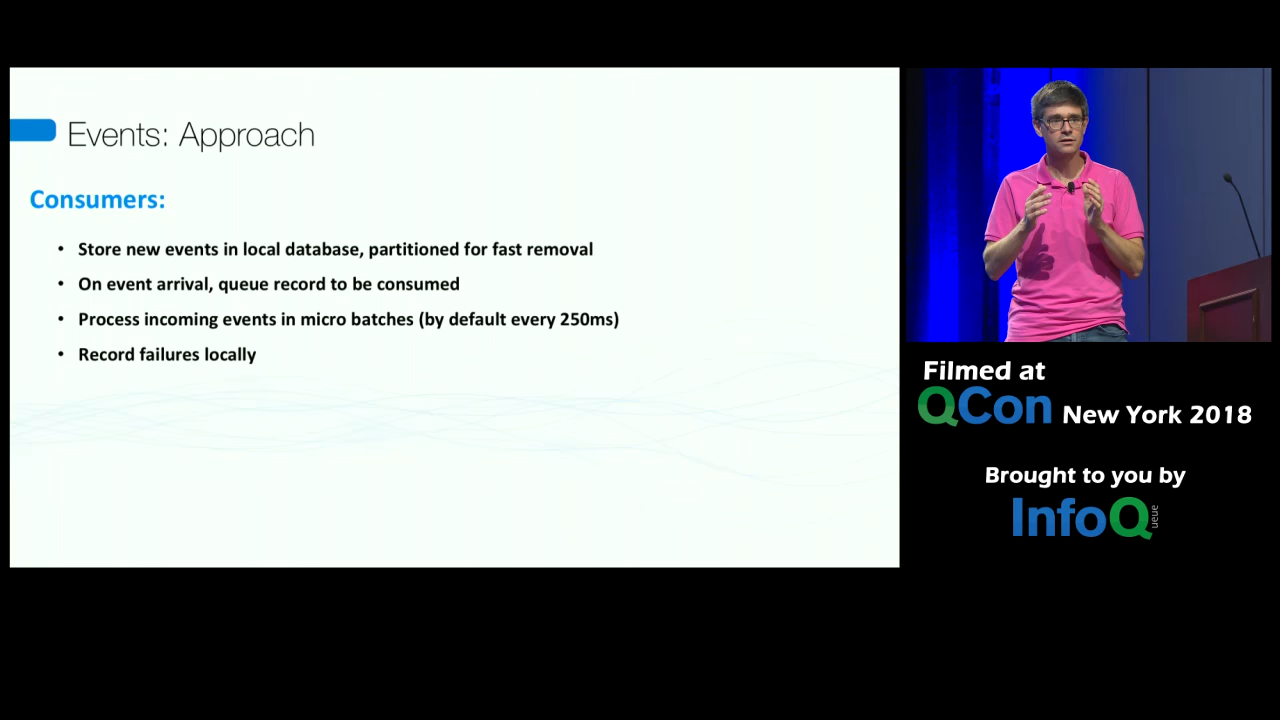 Events: Approach
Consumers:
• Store new events in local database, partitioned for fast removal
• On event arrival, queue record to be consumed
• Process incoming events in micro batches (by default every 250ms)
• Record failures locally
Filmed at
QCon New York 2018
Brought to you by
InfoQ
ueue